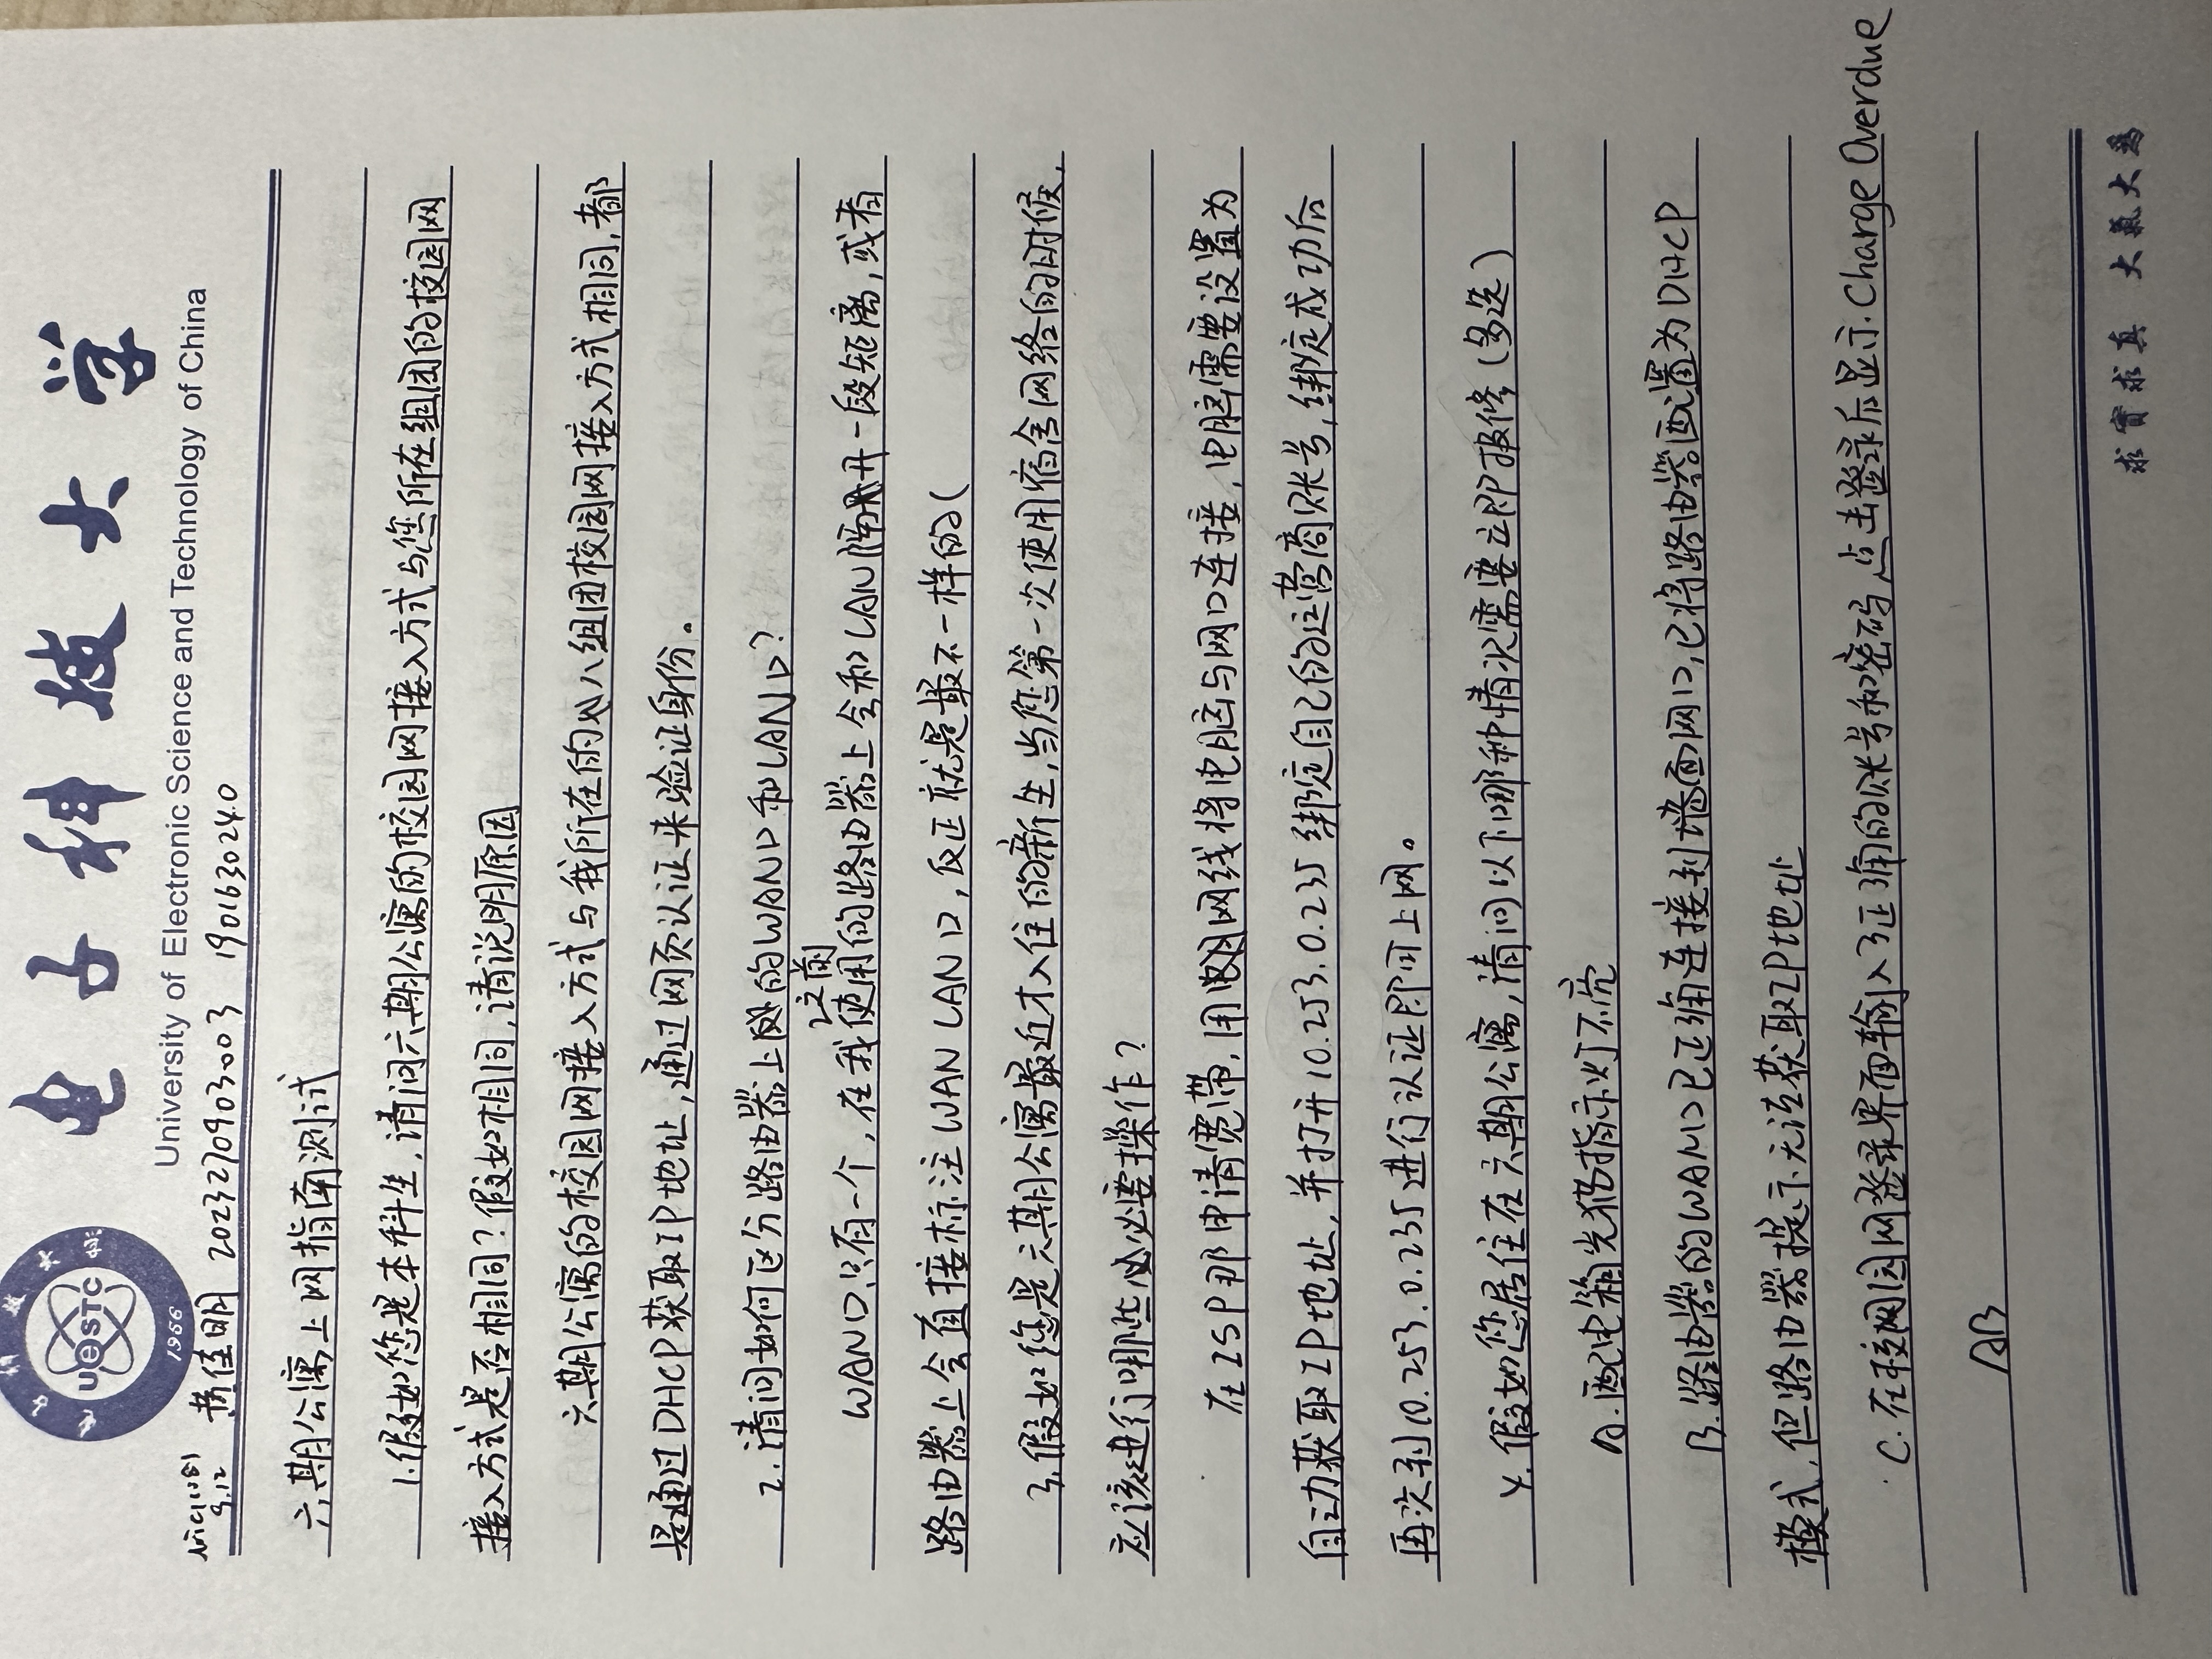 电子科技大学
UESTC
1956
University of Electronic Science and Technology of China
9.12 黄佳明 2023270903003 1901630240
六期公寓上网指南测试
1.假如您是本科生,请问六期公寓的校园网接入方式与您所在组团的校园网
接入方式是否相同?假如相同,请说明原因
六期公寓的校园网接入方式与我所在的八组团校园网接入方式相同,都
是通过DHCP获取IP地址,通过网页认证来验证身份。
2.请问如何区分路由器上的WAN口和LAN口?
WAN口只有一个,在我之前使用的路由器上会和LAN隔开一段距离,或者
路由器上会直接标注WAN LAN口,反正就是最不一样的(
3.假如您是六期公寓最近才入住的新生,当您第一次使用宿舍网络的时候,
应该进行哪些必要操作?
在ISP那申请宽带,用网线将电脑与网口连接,电脑需要设置为
自动获取IP地址,并打开10.253.0.235绑定自己的运营商账号,绑定成功后
再次到10.253.0.235进行认证即可上网。
4.假如您居住在六期公寓,请问以下哪种情况需要立即报修(多选)
A.配电箱光猫指示灯不亮
B.路由器的WAN口已正确连接到墙面网口,已将路由器配置为DHCP
模式,但路由器提示无法获取IP地址
C.在校园网登录界面输入了正确的账号和密码,点击登录后显示Charge Overdue
AB
求實求真 大氣大為